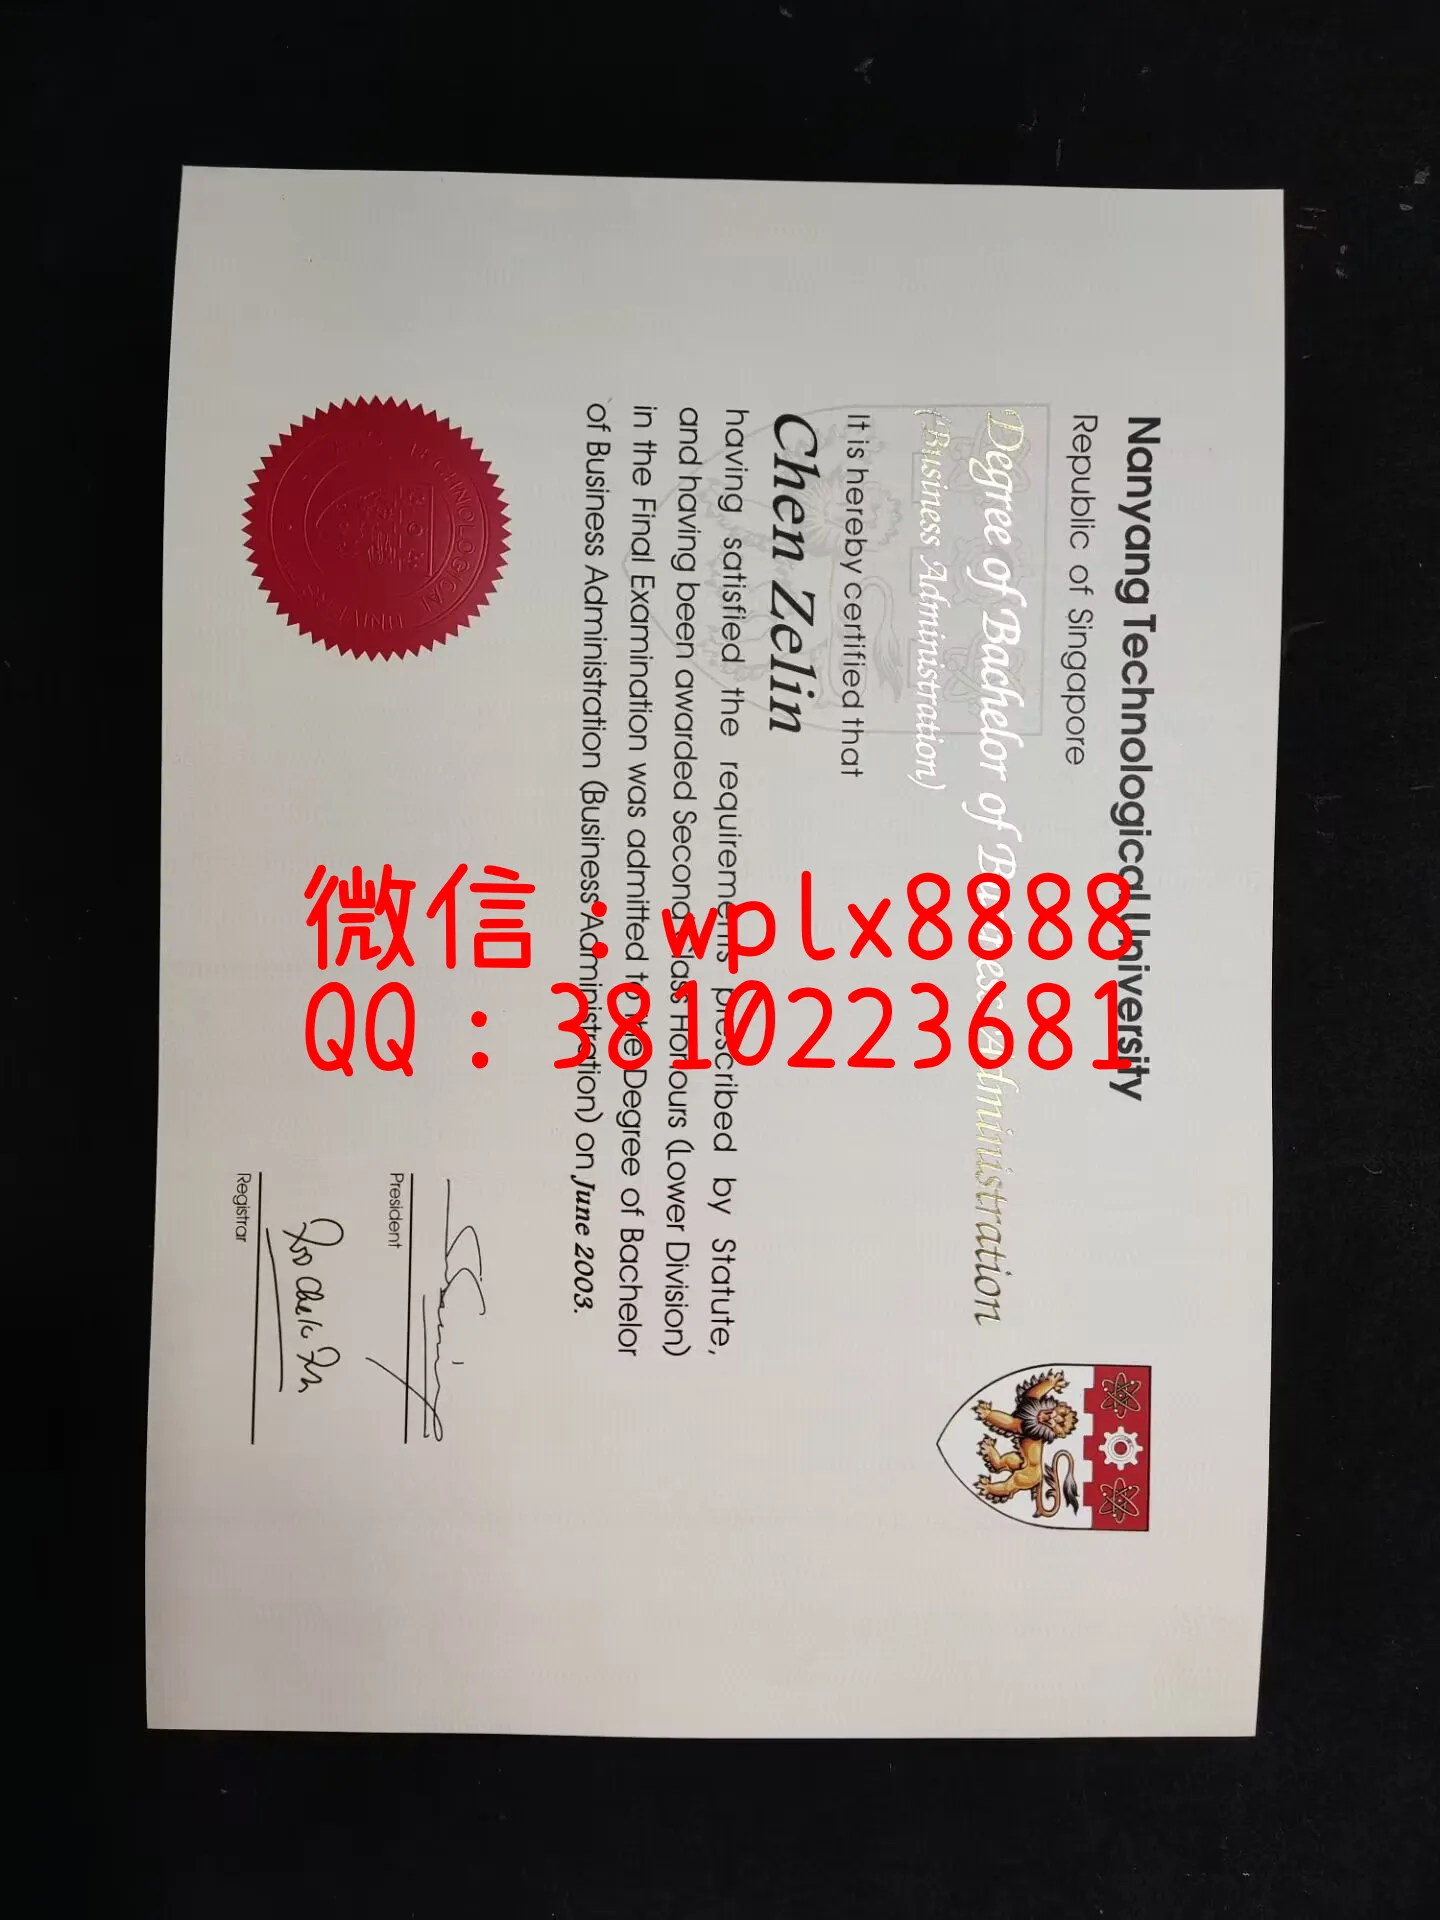 Nanyang Technological University
Republic of Singapore
Degree of Bachelor of Business Administration
(Business Administration)
It is hereby certified that
Chen Zelin
having satisfied the requirements prescribed by Statute,
and having been awarded Second Class Honours (Lower Division)
in the Final Examination was admitted to the Degree of Bachelor
of Business Administration (Business Administration) on June 2003.
President
Registrar
微信：wplx8888
QQ：3810223681